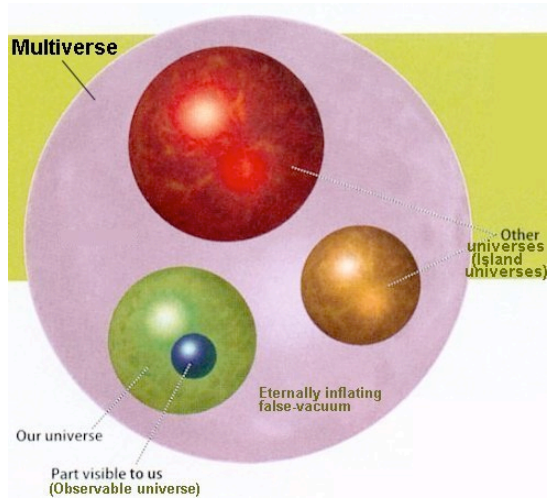 Multiverse
Other
universes
(Island
universes)
Eternally inflating
false-vacuum
Our universe
Part visible to us
(Observable universe)